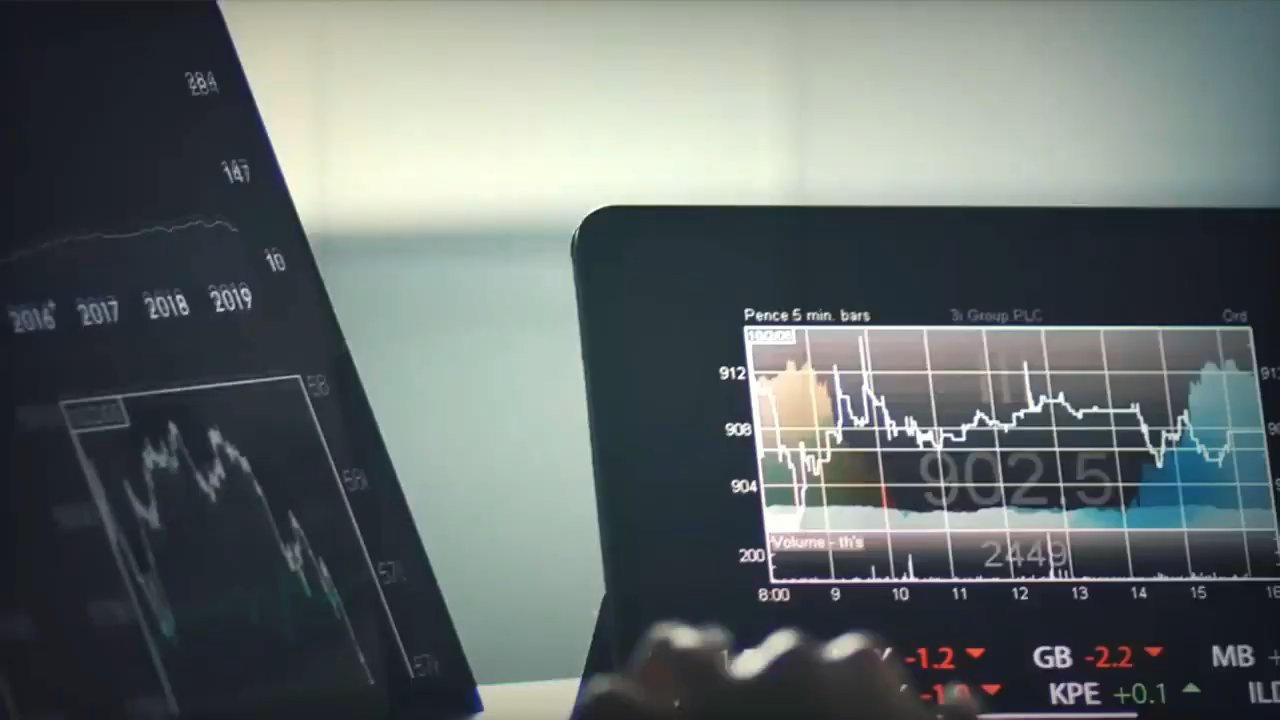 284
147
10
2016 2017 2018 2019
Pence 5 min. bars 3i Group PLC Ord
912
908
904
902 5
Volume - th's
200
2449
8:00 9 10 11 12 13 14 15 16
-1.2 GB -2.2 MB
KPE +0.1